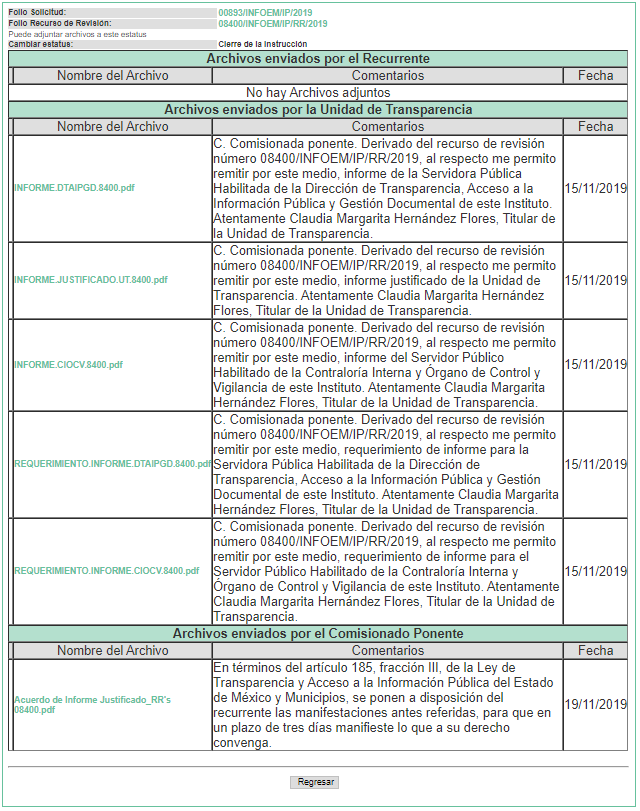 Folio Solicitud: 00893/INFOEM/IP/2019
Folio Recurso de Revisión: 08400/INFOEM/IP/RR/2019
Puede adjuntar archivos a este estatus
Cambiar estatus: Cierre de la Instrucción
Archivos enviados por el Recurrente
Nombre del Archivo Comentarios Fecha
No hay Archivos adjuntos
Archivos enviados por la Unidad de Transparencia
Nombre del Archivo Comentarios Fecha
C. Comisionada ponente. Derivado del recurso de revisión
número 08400/INFOEM/IP/RR/2019, al respecto me permito
remitir por este medio, informe de la Servidora Pública
INFORME.DTAIPGD.8400.pdf Habilitada de la Dirección de Transparencia, Acceso a la 15/11/2019
Información Pública y Gestión Documental de este Instituto.
Atentamente Claudia Margarita Hernández Flores, Titular de
la Unidad de Transparencia.
C. Comisionada ponente. Derivado del recurso de revisión
número 08400/INFOEM/IP/RR/2019, al respecto me permito
INFORME.JUSTIFICADO.UT.8400.pdf remitir por este medio, informe justificado de la Unidad de 15/11/2019
Transparencia. Atentamente Claudia Margarita Hernández
Flores, Titular de la Unidad de Transparencia.
C. Comisionada ponente. Derivado del recurso de revisión
número 08400/INFOEM/IP/RR/2019, al respecto me permito
remitir por este medio, informe del Servidor Público
INFORME.CIOCV.8400.pdf Habilitado de la Contraloría Interna y Órgano de Control y 15/11/2019
Vigilancia de este Instituto. Atentamente Claudia Margarita
Hernández Flores, Titular de la Unidad de Transparencia.
C. Comisionada ponente. Derivado del recurso de revisión
número 08400/INFOEM/IP/RR/2019, al respecto me permito
remitir por este medio, requerimiento de informe para la
REQUERIMIENTO.INFORME.DTAIPGD.8400.pdf Servidora Pública Habilitada de la Dirección de 15/11/2019
Transparencia, Acceso a la Información Pública y Gestión
Documental de este Instituto. Atentamente Claudia Margarita
Hernández Flores, Titular de la Unidad de Transparencia.
C. Comisionada ponente. Derivado del recurso de revisión
número 08400/INFOEM/IP/RR/2019, al respecto me permito
remitir por este medio, requerimiento de informe para el
REQUERIMIENTO.INFORME.CIOCV.8400.pdf Servidor Público Habilitado de la Contraloría Interna y 15/11/2019
Órgano de Control y Vigilancia de este Instituto. Atentamente
Claudia Margarita Hernández Flores, Titular de la Unidad de
Transparencia.
Archivos enviados por el Comisionado Ponente
Nombre del Archivo Comentarios Fecha
En términos del artículo 185, fracción III, de la Ley de
Transparencia y Acceso a la Información Pública del Estado
Acuerdo de Informe Justificado_RR's de México y Municipios, se ponen a disposición del 19/11/2019
08400.pdf recurrente las manifestaciones antes referidas, para que en
un plazo de tres días manifieste lo que a su derecho
convenga.
Regresar